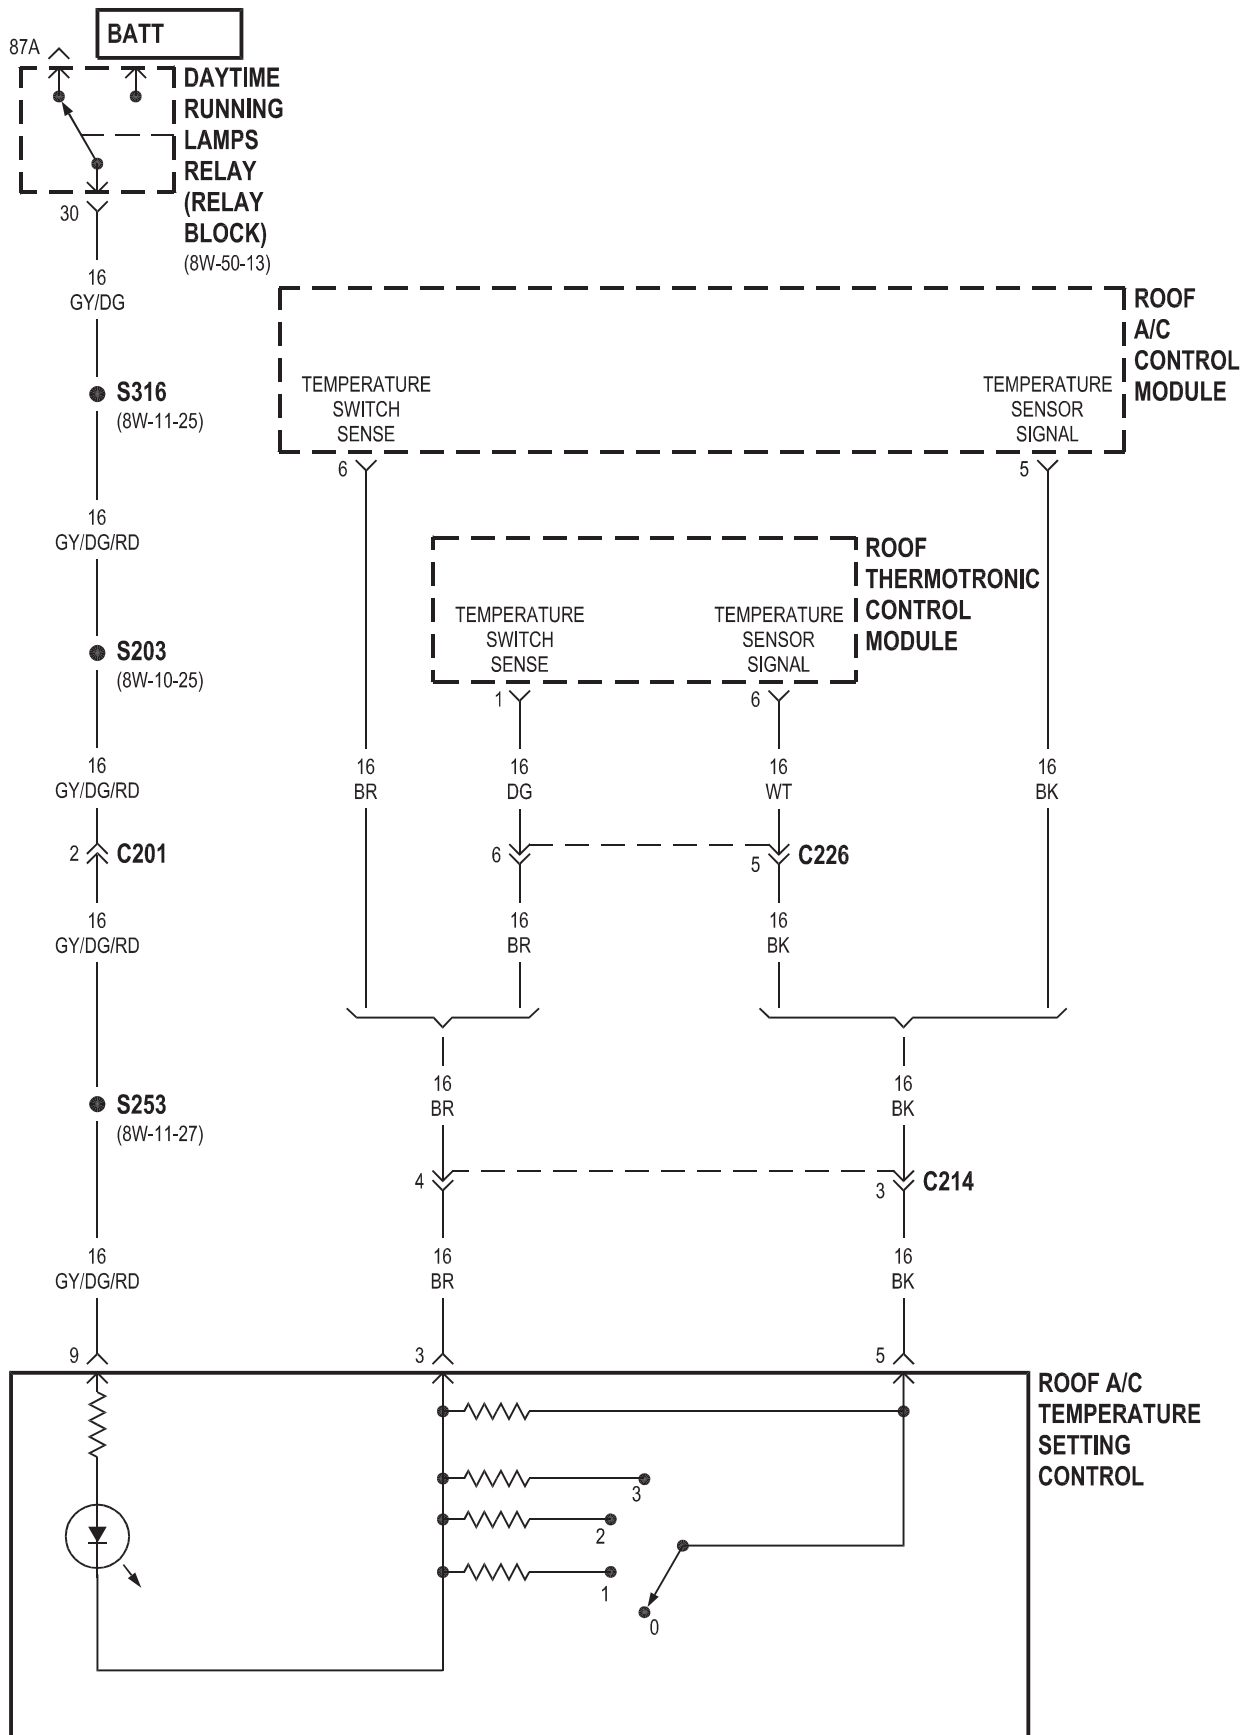 BATT
87A
DAYTIME
RUNNING
LAMPS
RELAY
(RELAY
BLOCK)
(8W-50-13)
30
16
GY/DG
S316
(8W-11-25)
16
GY/DG/RD
S203
(8W-10-25)
16
GY/DG/RD
2
C201
16
GY/DG/RD
S253
(8W-11-27)
16
GY/DG/RD
9
ROOF
A/C
CONTROL
MODULE
TEMPERATURE
SWITCH
SENSE
TEMPERATURE
SENSOR
SIGNAL
6
5
ROOF
THERMOTRONIC
CONTROL
MODULE
TEMPERATURE
SWITCH
SENSE
TEMPERATURE
SENSOR
SIGNAL
1
6
16
BR
16
DG
16
WT
16
BK
6
5
C226
16
BR
16
BK
16
BR
16
BK
4
3
C214
16
BR
16
BK
3
5
ROOF A/C
TEMPERATURE
SETTING
CONTROL
3
2
1
0